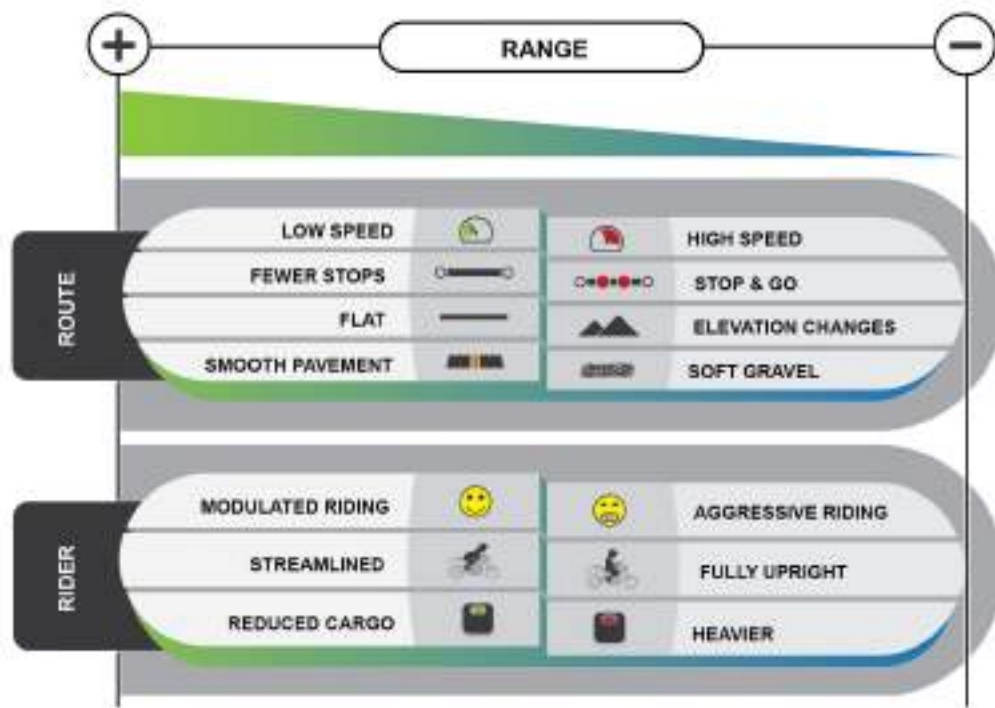 RANGE
ROUTE
LOW SPEED
HIGH SPEED
FEWER STOPS
STOP & GO
FLAT
ELEVATION CHANGES
SMOOTH PAVEMENT
SOFT GRAVEL
RIDER
MODULATED RIDING
AGGRESSIVE RIDING
STREAMLINED
FULLY UPRIGHT
REDUCED CARGO
HEAVIER